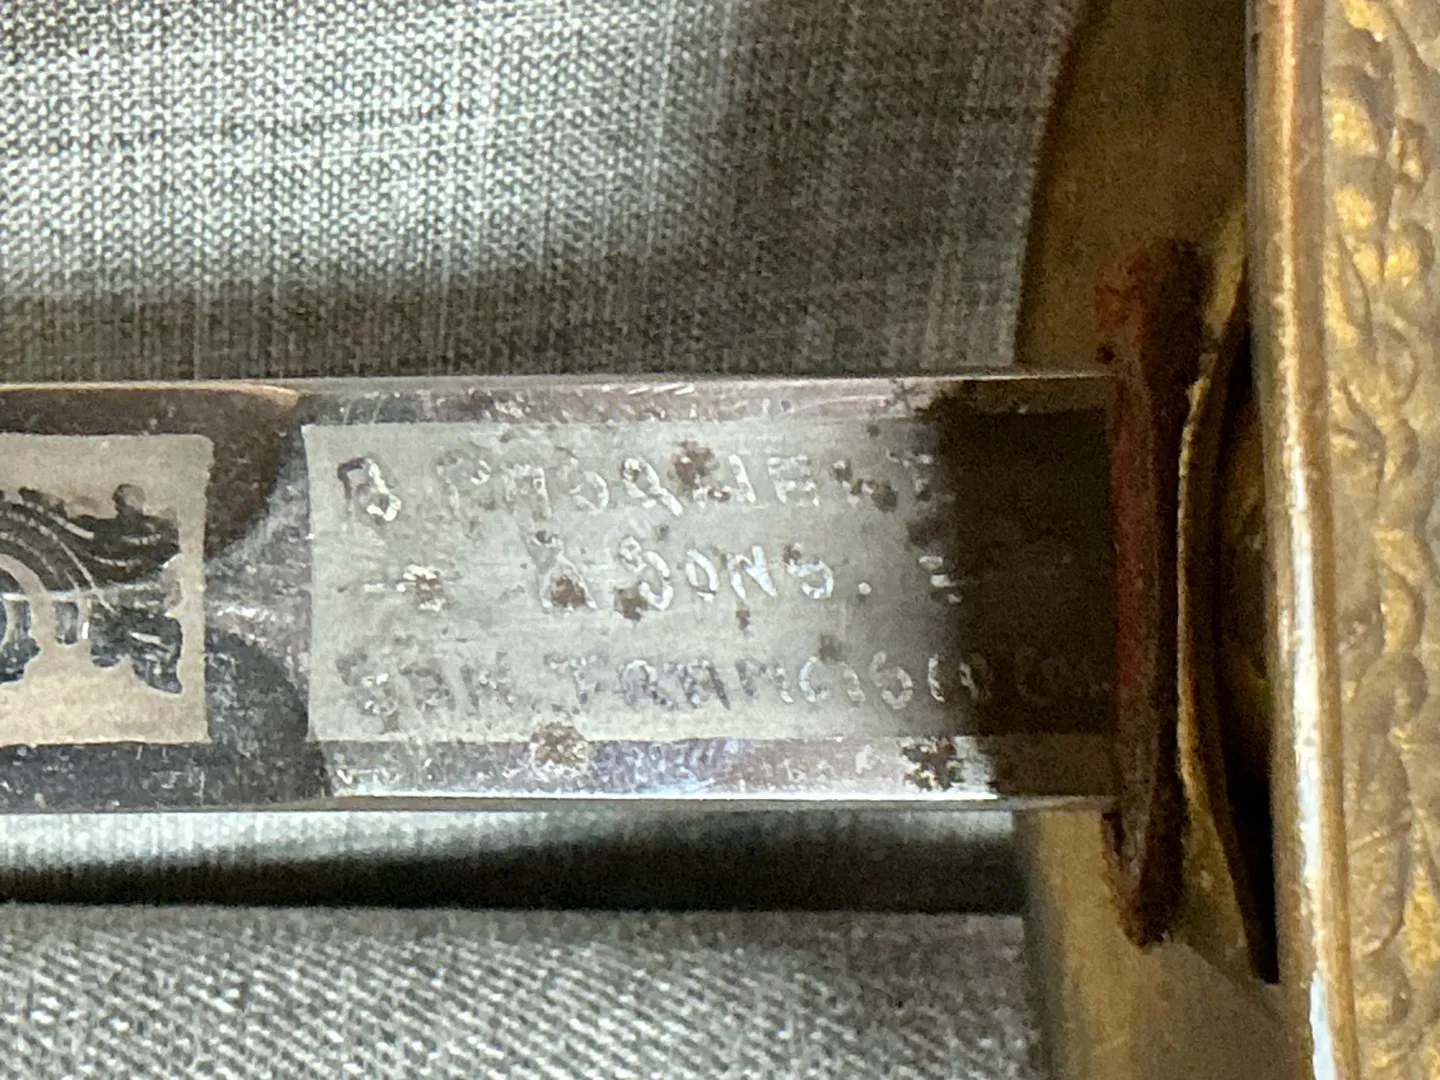 B PASQUALE
& SONS.
SAN FRANCISCO